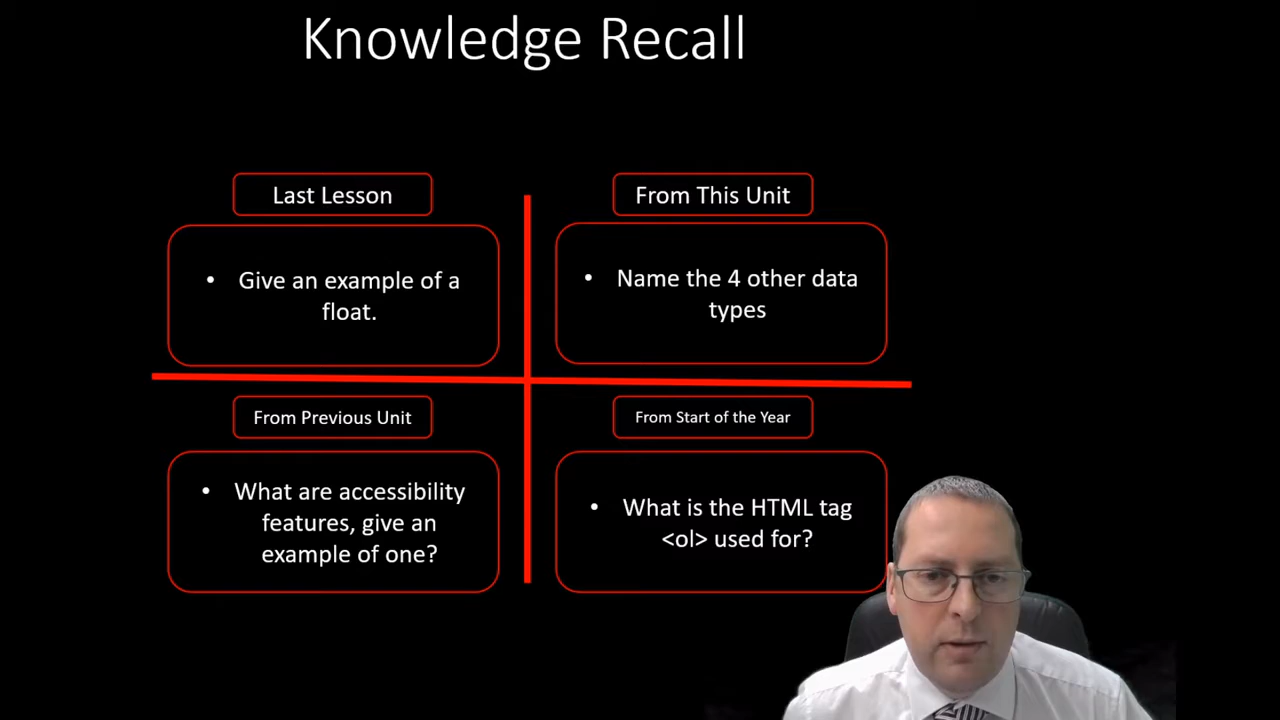 Knowledge Recall
Last Lesson
• Give an example of a
float.
From This Unit
• Name the 4 other data
types
From Previous Unit
• What are accessibility
features, give an
example of one?
From Start of the Year
• What is the HTML tag
<ol> used for?